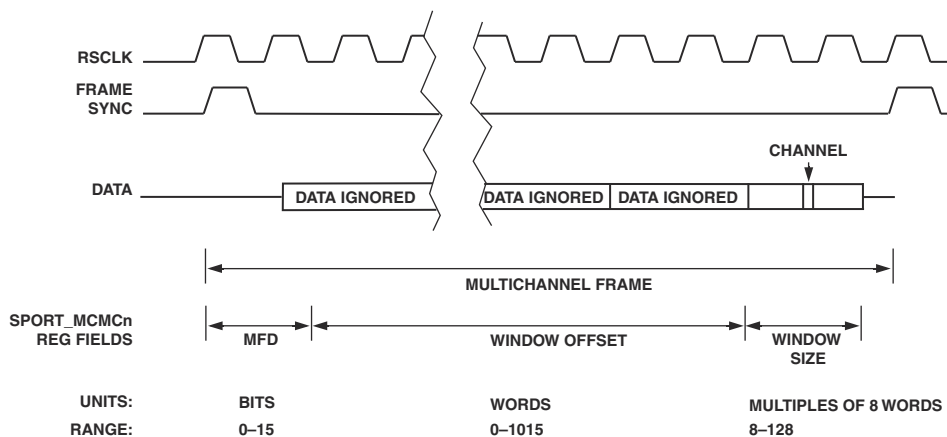 RSCLK
FRAME
SYNC
CHANNEL
DATA
DATA IGNORED
DATA IGNORED
DATA IGNORED
MULTICHANNEL FRAME
SPORT_MCMCn
REG FIELDS
MFD
WINDOW OFFSET
WINDOW
SIZE
UNITS:
BITS
WORDS
MULTIPLES OF 8 WORDS
RANGE:
0–15
0–1015
8–128